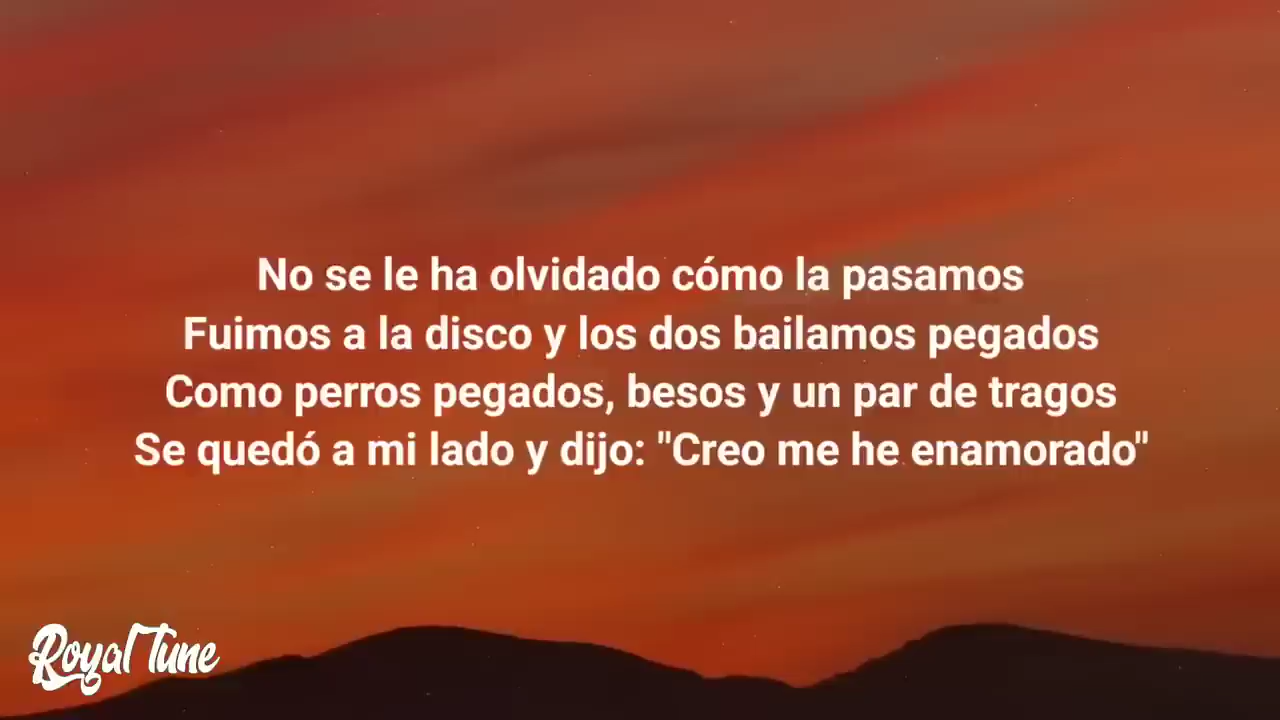 No se le ha olvidado cómo la pasamos
Fuimos a la disco y los dos bailamos pegados
Como perros pegados, besos y un par de tragos
Se quedó a mi lado y dijo: "Creo me he enamorado"
Royal Tune